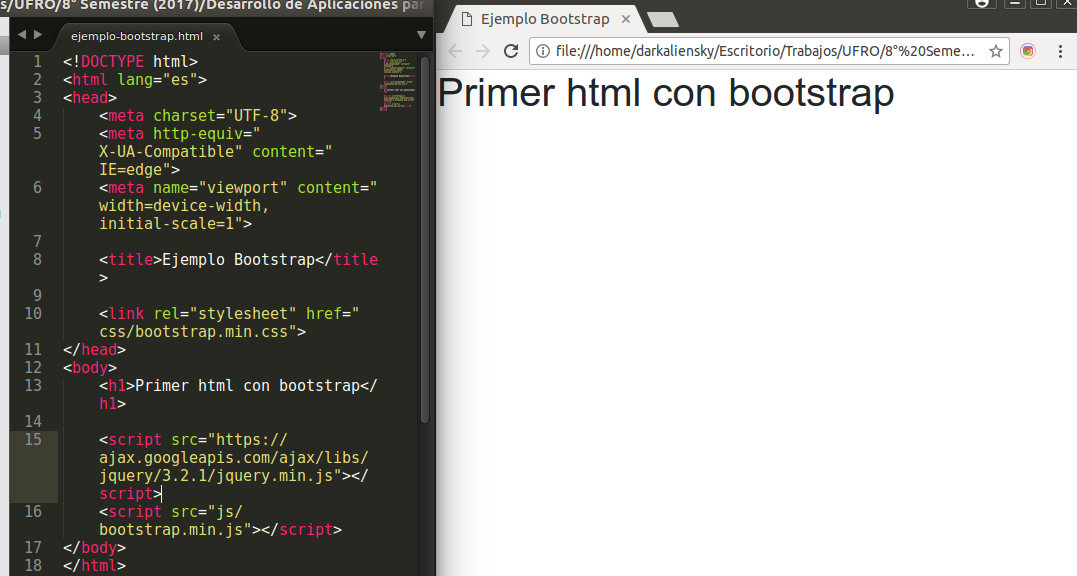 s/UFRO/8° Semestre (2017)/Desarrollo de Aplicaciones par
ejemplo-bootstrap.html ×
1 <!DOCTYPE html>
2 <html lang="es">
3 <head>
4 <meta charset="UTF-8">
5 <meta http-equiv="
X-UA-Compatible" content="
IE=edge">
6 <meta name="viewport" content="
width=device-width,
initial-scale=1">
7
8 <title>Ejemplo Bootstrap</title
>
9
10 <link rel="stylesheet" href="
css/bootstrap.min.css">
11 </head>
12 <body>
13 <h1>Primer html con bootstrap</
h1>
14
15 <script src="https://
ajax.googleapis.com/ajax/libs/
jquery/3.2.1/jquery.min.js"></
script>
16 <script src="js/
bootstrap.min.js"></script>
17 </body>
18 </html>
Ejemplo Bootstrap ×
file:///home/darkaliensky/Escritorio/Trabajos/UFRO/8°%20Seme...
Primer html con bootstrap